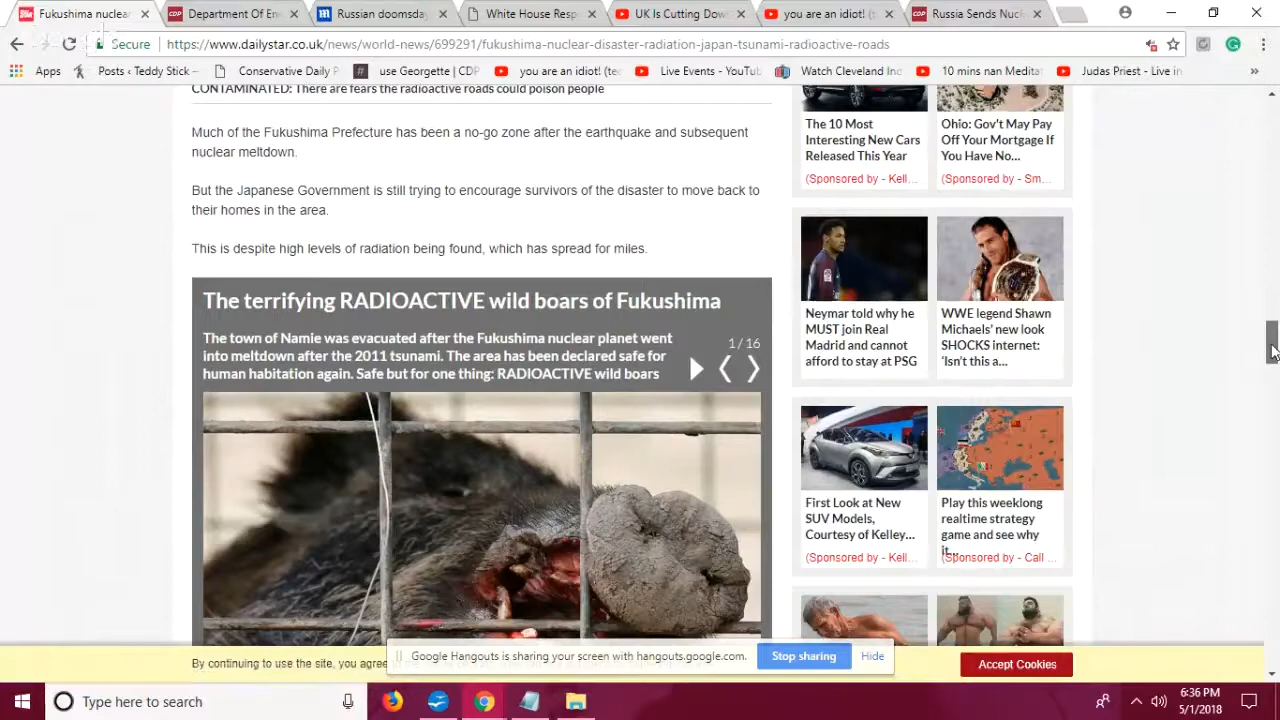 Fukushima nuclear
Department Of En
Russian doomsday
White House Resp
UK Is Cutting Dow
you are an idiot! (t
Russia Sends Nucl
Secure
https://www.dailystar.co.uk/news/world-news/699291/fukushima-nuclear-disaster-radiation-japan-tsunami-radioactive-roads
Apps
Posts ‹ Teddy Stick —
Conservative Daily P
use Georgette | CDP
you are an idiot! (tec
Live Events - YouTub
Watch Cleveland Inc
10 mins nan Meditat
Judas Priest - Live in
CONTAMINATED: There are fears the radioactive roads could poison people
Much of the Fukushima Prefecture has been a no-go zone after the earthquake and subsequent
nuclear meltdown.
But the Japanese Government is still trying to encourage survivors of the disaster to move back to
their homes in the area.
This is despite high levels of radiation being found, which has spread for miles.
The terrifying RADIOACTIVE wild boars of Fukushima
The town of Namie was evacuated after the Fukushima nuclear planet went
into meltdown after the 2011 tsunami. The area has been declared safe for
human habitation again. Safe but for one thing: RADIOACTIVE wild boars
1 / 16
The 10 Most
Interesting New Cars
Released This Year
(Sponsored by - Kell...
Ohio: Gov't May Pay
Off Your Mortgage If
You Have No...
(Sponsored by - Sm...
Neymar told why he
MUST join Real
Madrid and cannot
afford to stay at PSG
WWE legend Shawn
Michaels' new look
SHOCKS internet:
'Isn't this a...
First Look at New
SUV Models,
Courtesy of Kelley...
(Sponsored by - Kell...
Play this weeklong
realtime strategy
game and see why
it...
(Sponsored by - Call ...
By continuing to use the site, you agree
Google Hangouts is sharing your screen with hangouts.google.com.
Stop sharing
Hide
Accept Cookies
Type here to search
6:36 PM
5/1/2018